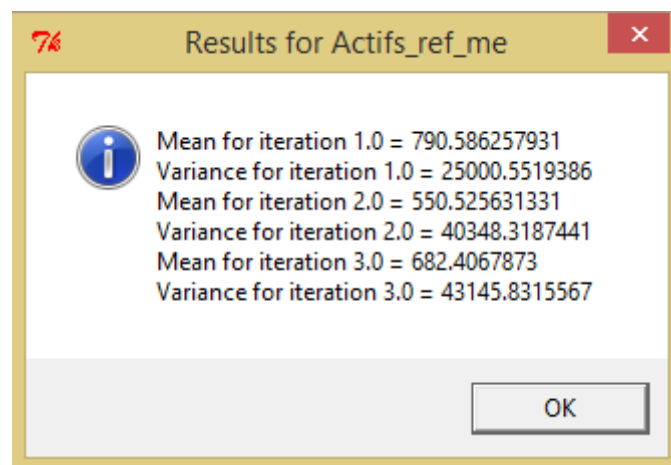 Results for Actifs_ref_me
Mean for iteration 1.0 = 790.586257931
Variance for iteration 1.0 = 25000.5519386
Mean for iteration 2.0 = 550.525631331
Variance for iteration 2.0 = 40348.3187441
Mean for iteration 3.0 = 682.4067873
Variance for iteration 3.0 = 43145.8315567
OK